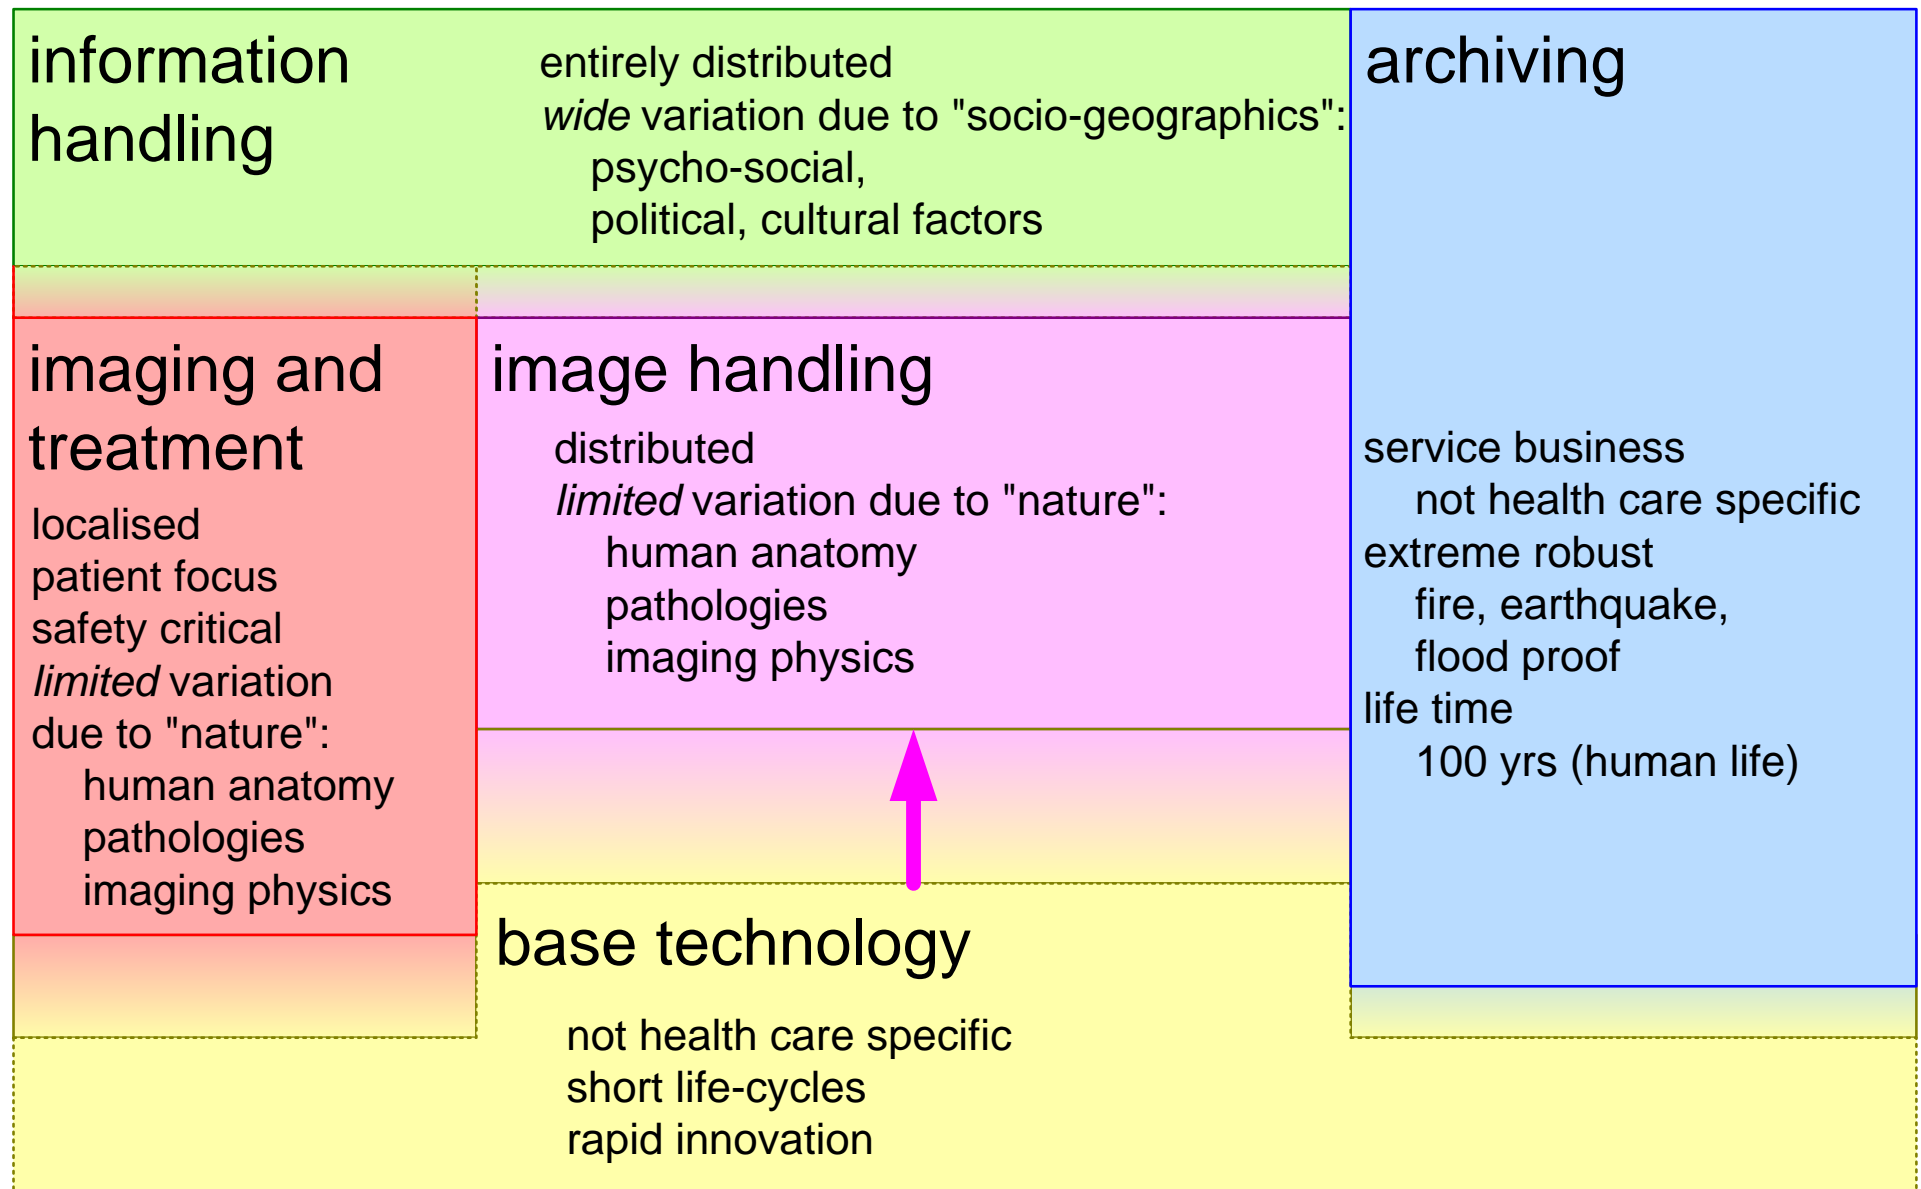 information
handling
entirely distributed
wide variation due to "socio-geographics":
psycho-social,
political, cultural factors
archiving
service business
not health care specific
extreme robust
fire, earthquake,
flood proof
life time
100 yrs (human life)
imaging and
treatment
localised
patient focus
safety critical
limited variation
due to "nature":
human anatomy
pathologies
imaging physics
image handling
distributed
limited variation due to "nature":
human anatomy
pathologies
imaging physics
base technology
not health care specific
short life-cycles
rapid innovation